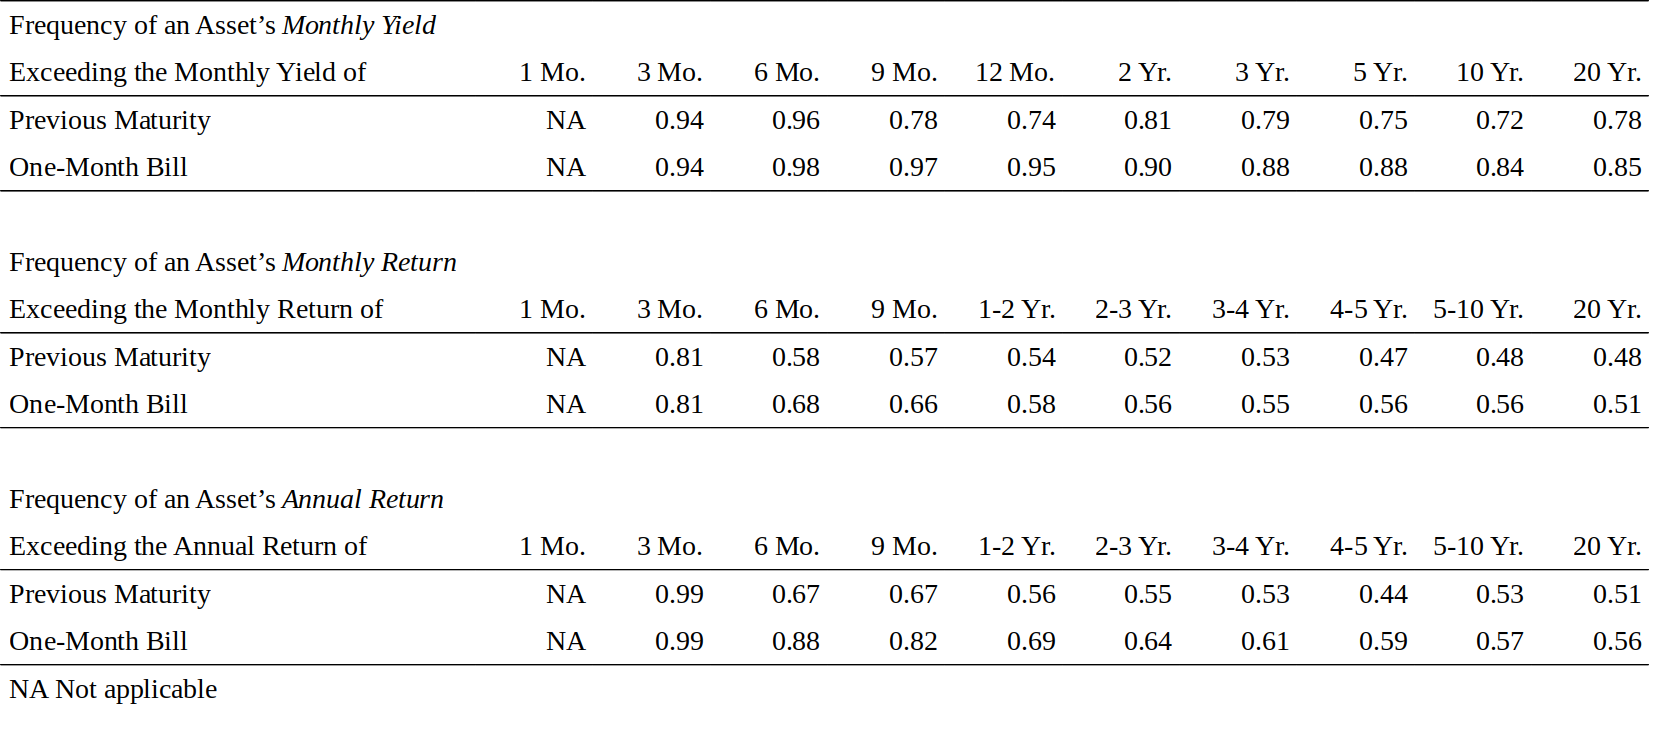 Frequency of an Asset’s Monthly Yield
Exceeding the Monthly Yield of 1 Mo. 3 Mo. 6 Mo. 9 Mo. 12 Mo. 2 Yr. 3 Yr. 5 Yr. 10 Yr. 20 Yr.
Previous Maturity NA 0.94 0.96 0.78 0.74 0.81 0.79 0.75 0.72 0.78
One-Month Bill NA 0.94 0.98 0.97 0.95 0.90 0.88 0.88 0.84 0.85
Frequency of an Asset’s Monthly Return
Exceeding the Monthly Return of 1 Mo. 3 Mo. 6 Mo. 9 Mo. 1-2 Yr. 2-3 Yr. 3-4 Yr. 4-5 Yr. 5-10 Yr. 20 Yr.
Previous Maturity NA 0.81 0.58 0.57 0.54 0.52 0.53 0.47 0.48 0.48
One-Month Bill NA 0.81 0.68 0.66 0.58 0.56 0.55 0.56 0.56 0.51
Frequency of an Asset’s Annual Return
Exceeding the Annual Return of 1 Mo. 3 Mo. 6 Mo. 9 Mo. 1-2 Yr. 2-3 Yr. 3-4 Yr. 4-5 Yr. 5-10 Yr. 20 Yr.
Previous Maturity NA 0.99 0.67 0.67 0.56 0.55 0.53 0.44 0.53 0.51
One-Month Bill NA 0.99 0.88 0.82 0.69 0.64 0.61 0.59 0.57 0.56
NA Not applicable